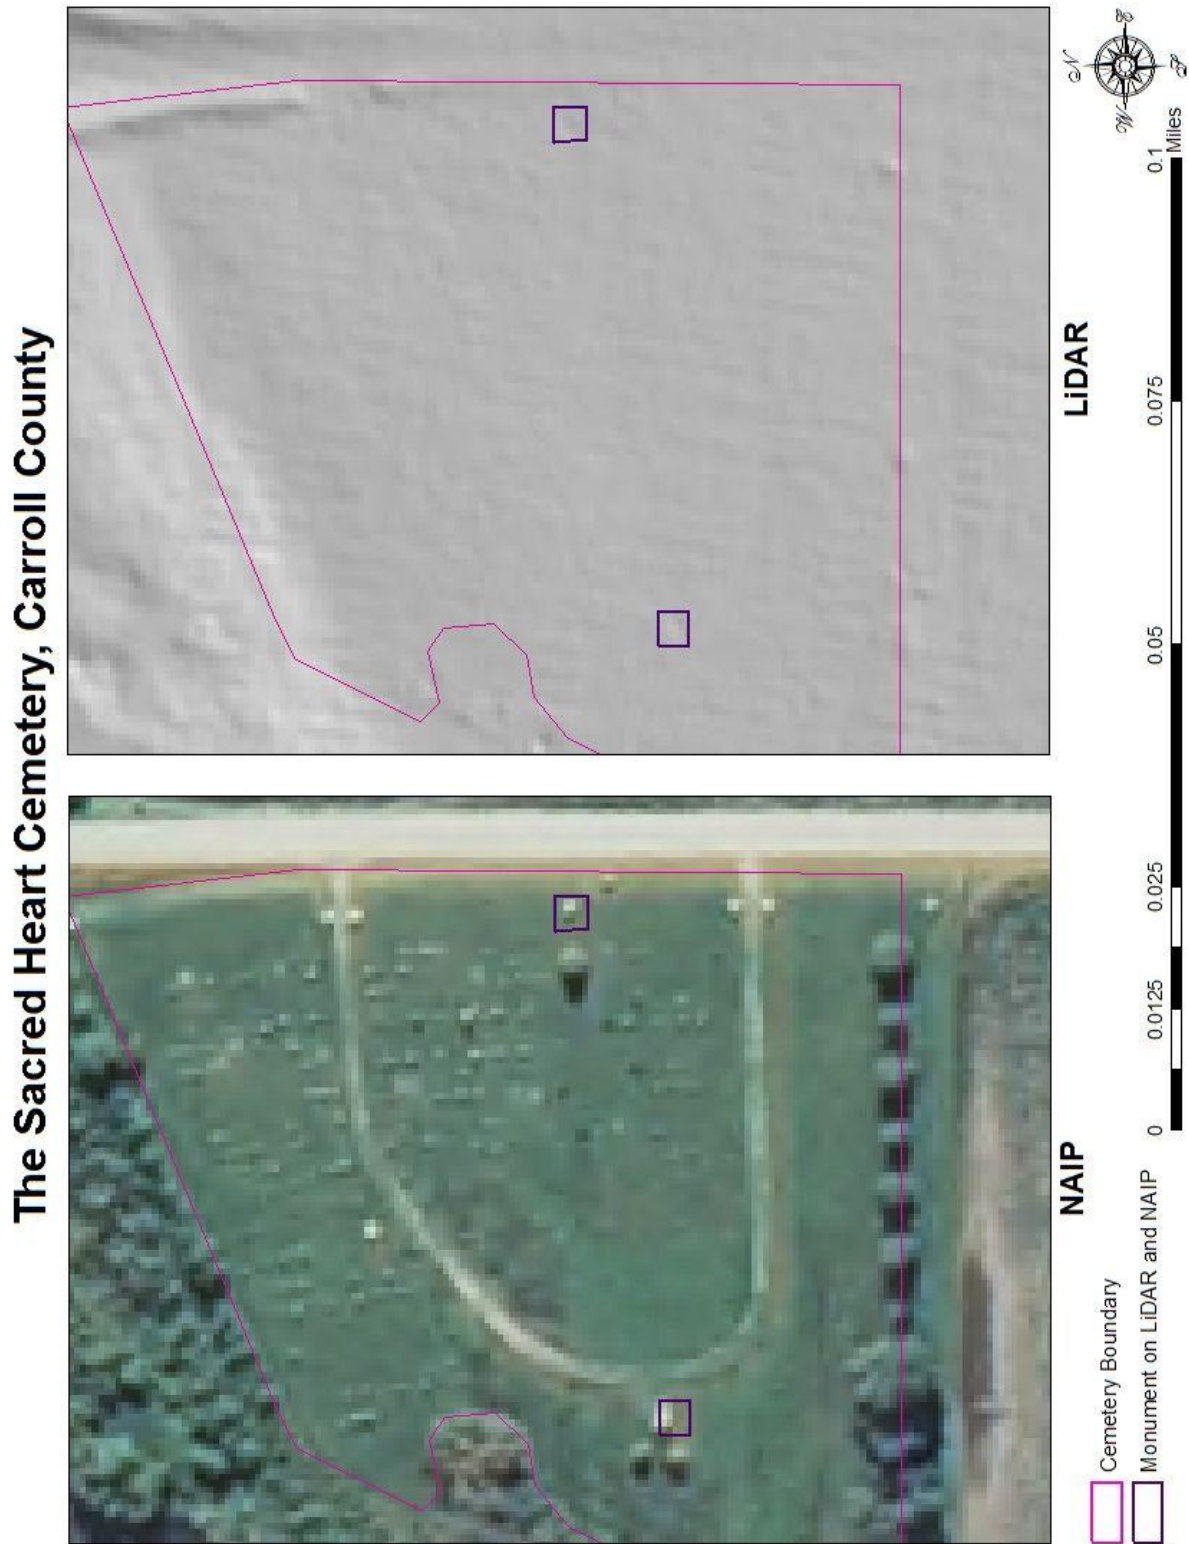 The Sacred Heart Cemetery, Carroll County
NAIP
LiDAR
Cemetery Boundary
Monument on LiDAR and NAIP
0 0.0125 0.025 0.05 0.075 0.1
Miles
N
W
E
S